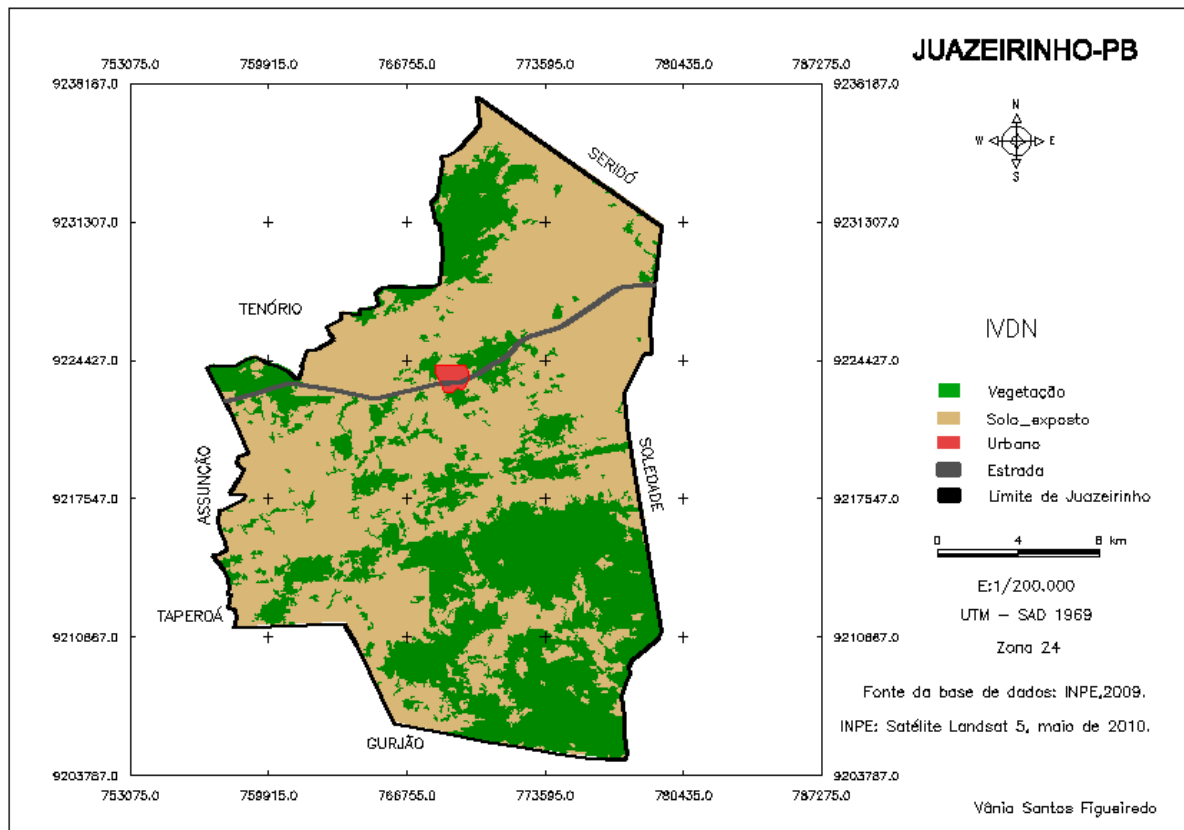 JUAZEIRINHO-PB
753075.0 759915.0 766755.0 773595.0 780435.0 787275.0
9238187.0 9238187.0
N
W E
S
SERIDÓ
9231307.0 9231307.0
TENÓRIO
IVDN
9224427.0 9224427.0
Vegetação
Solo_exposto
Urbano
Estrada
Limite de Juazeirinho
ASSUNÇÃO
SOLEDADE
9217547.0 9217547.0
0 4 8 km
E:1/200.000
TAPEROÁ
UTM – SAD 1969
9210667.0 9210667.0
Zona 24
Fonte da base de dados: INPE,2009.
INPE: Satélite Landsat 5, maio de 2010.
GURJÃO
9203787.0 9203787.0
753075.0 759915.0 766755.0 773595.0 780435.0 787275.0
Vânia Santos Figueiredo